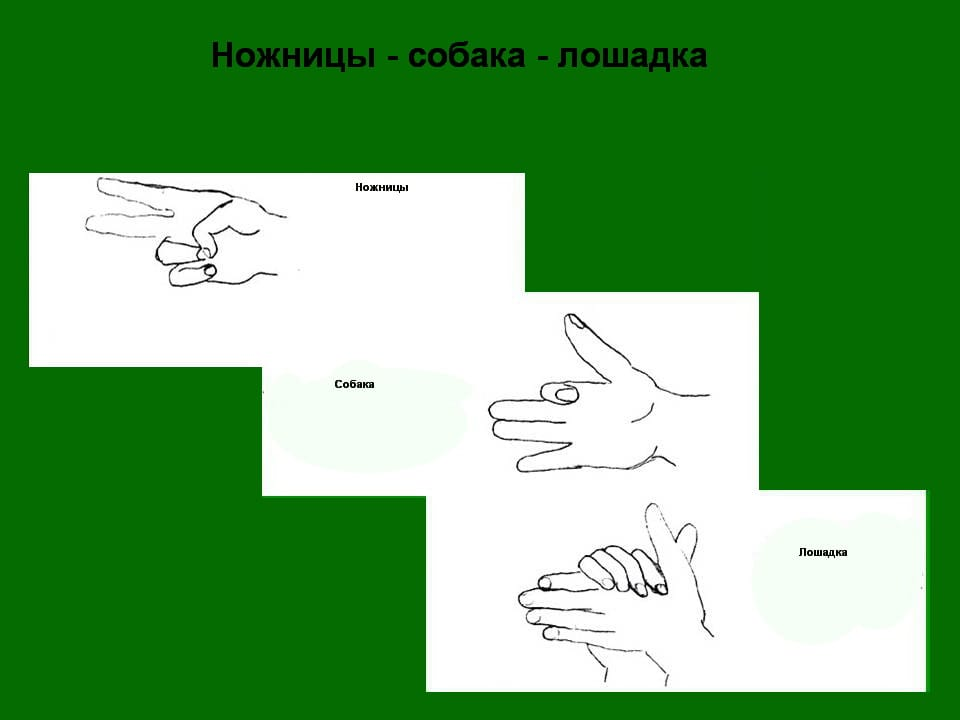 Ножницы - собака - лошадка
Ножницы
Собака
Лошадка